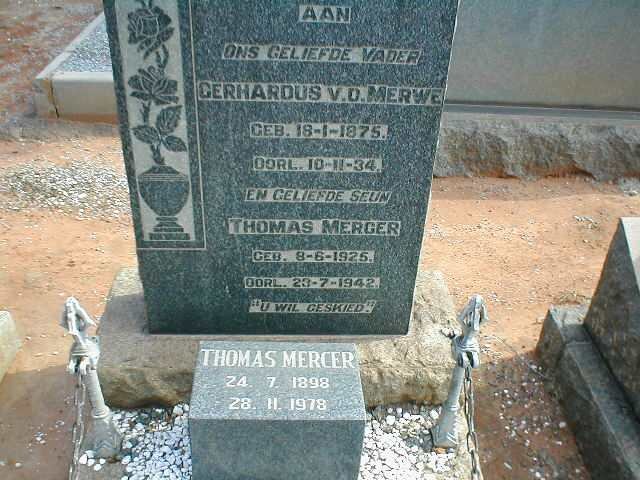 AAN
ONS GELIEFDE VADER
GERHARDUS V.D. MERWE
GEB. 16-1-1875.
OORL. 10-11-34.
EN GELIEFDE SEUN
THOMAS MERCER
GEB. 8-6-1925.
OORL. 23-7-1942.
"U WIL GESKIED."
THOMAS MERCER
24. 7. 1898
28. 11. 1978